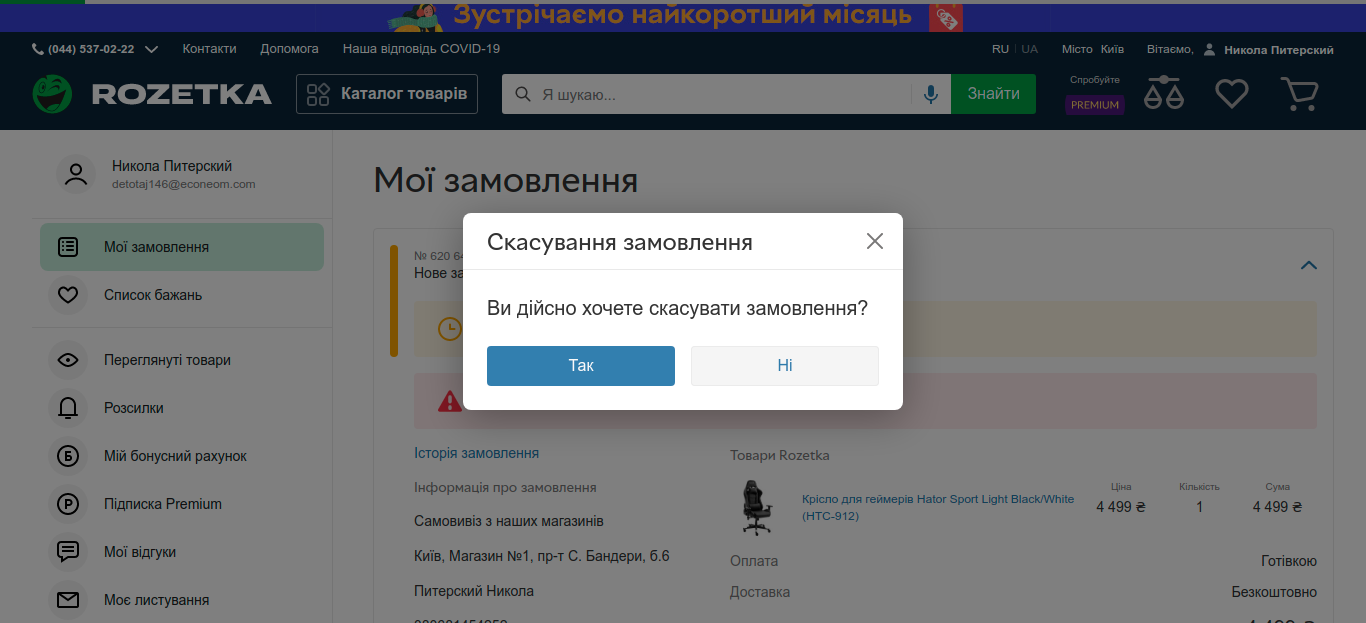 Зустрічаємо найкоротший місяць
(044) 537-02-22 Контакти Допомога Наша відповідь COVID-19 RU UA Місто Київ Вітаємо, Никола Питерский
ROZETKA Каталог товарів Я шукаю... Знайти Спробуйте PREMIUM
Никола Питерский
detotaj146@econeom.com
Мої замовлення
Список бажань
Переглянуті товари
Розсилки
Мій бонусний рахунок
Підписка Premium
Мої відгуки
Моє листування
Мої замовлення
№ 620 64
Нове за
Скасування замовлення
Ви дійсно хочете скасувати замовлення?
Так Ні
Історія замовлення
Інформація про замовлення
Самовивіз з наших магазинів
Київ, Магазин №1, пр-т С. Бандери, б.6
Питерский Никола
Товари Rozetka
Ціна Кількість Сума
Крісло для геймерів Hator Sport Light Black/White (HTC-912) 4 499 ₴ 1 4 499 ₴
Оплата Готівкою
Доставка Безкоштовно